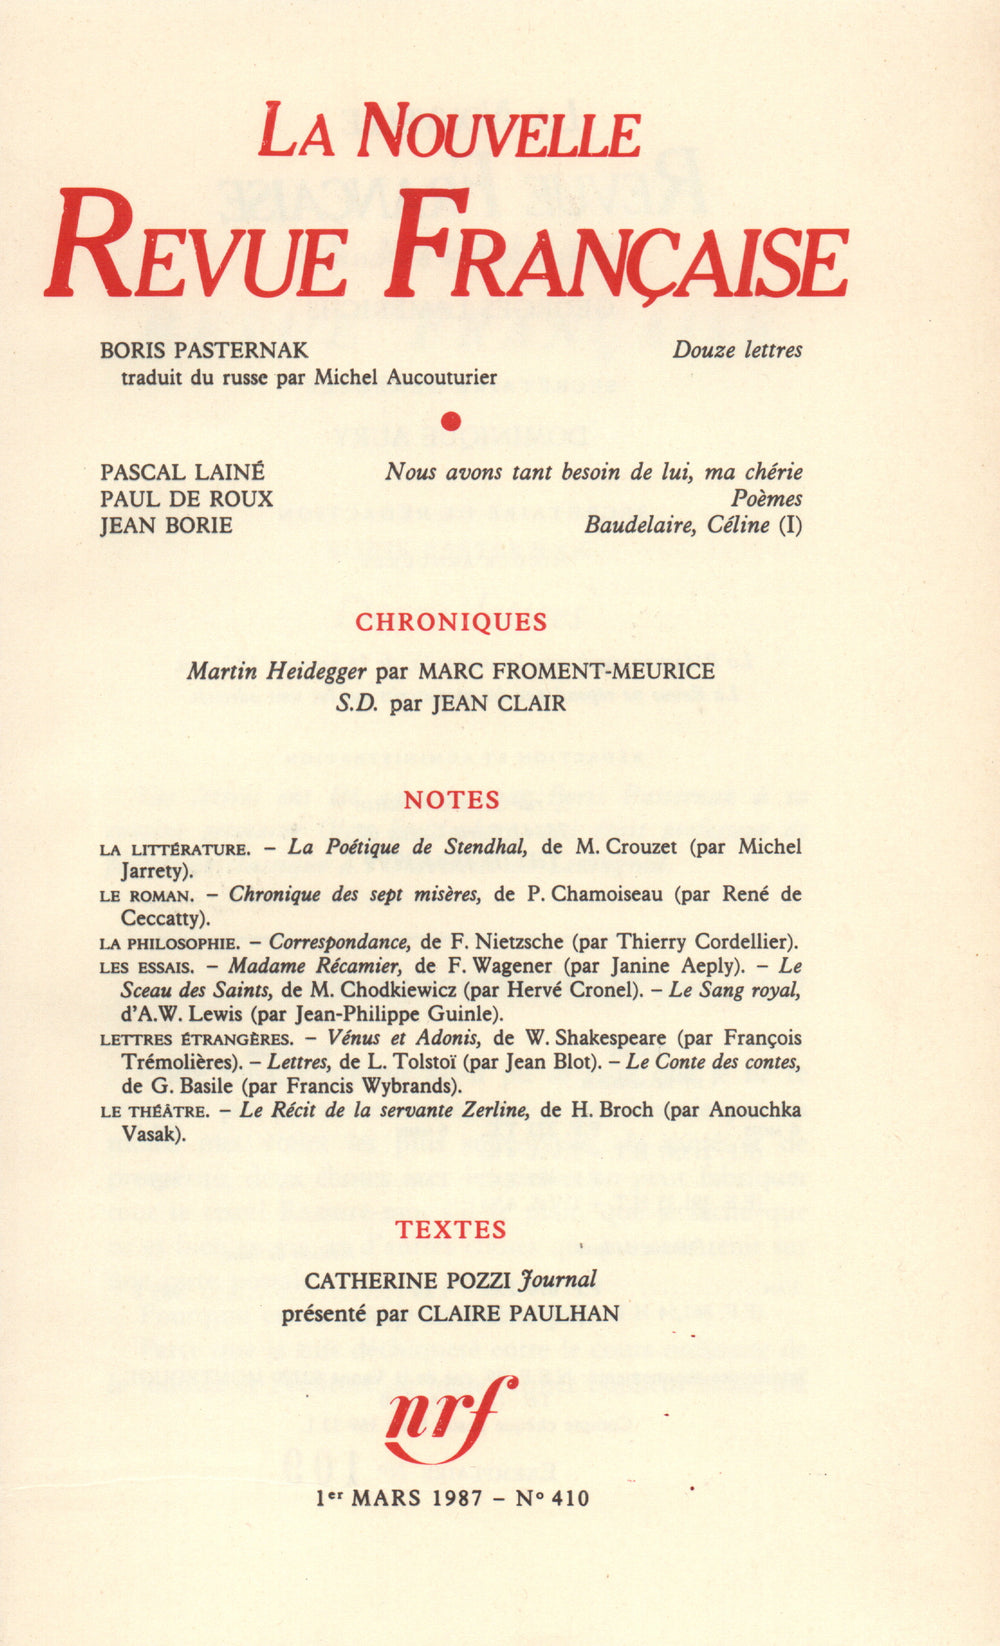 LA NOUVELLE
REVUE FRANÇAISE
BORIS PASTERNAK Douze lettres
traduit du russe par Michel Aucouturier
PASCAL LAINÉ Nous avons tant besoin de lui, ma chérie
PAUL DE ROUX Poèmes
JEAN BORIE Baudelaire, Céline (I)
CHRONIQUES
Martin Heidegger par MARC FROMENT-MEURICE
S.D. par JEAN CLAIR
NOTES
LA LITTÉRATURE. – La Poétique de Stendhal, de M. Crouzet (par Michel
Jarrety).
LE ROMAN. – Chronique des sept misères, de P. Chamoiseau (par René de
Ceccatty).
LA PHILOSOPHIE. – Correspondance, de F. Nietzsche (par Thierry Cordellier).
LES ESSAIS. – Madame Récamier, de F. Wagener (par Janine Aeply). – Le
Sceau des Saints, de M. Chodkiewicz (par Hervé Cronel). – Le Sang royal,
d'A.W. Lewis (par Jean-Philippe Guinle).
LETTRES ÉTRANGÈRES. – Vénus et Adonis, de W. Shakespeare (par François
Trémolières). – Lettres, de L. Tolstoï (par Jean Blot). – Le Conte des contes,
de G. Basile (par Francis Wybrands).
LE THÉÂTRE. – Le Récit de la servante Zerline, de H. Broch (par Anouchka
Vasak).
TEXTES
CATHERINE POZZI Journal
présenté par CLAIRE PAULHAN
nrf
1er MARS 1987 – No 410